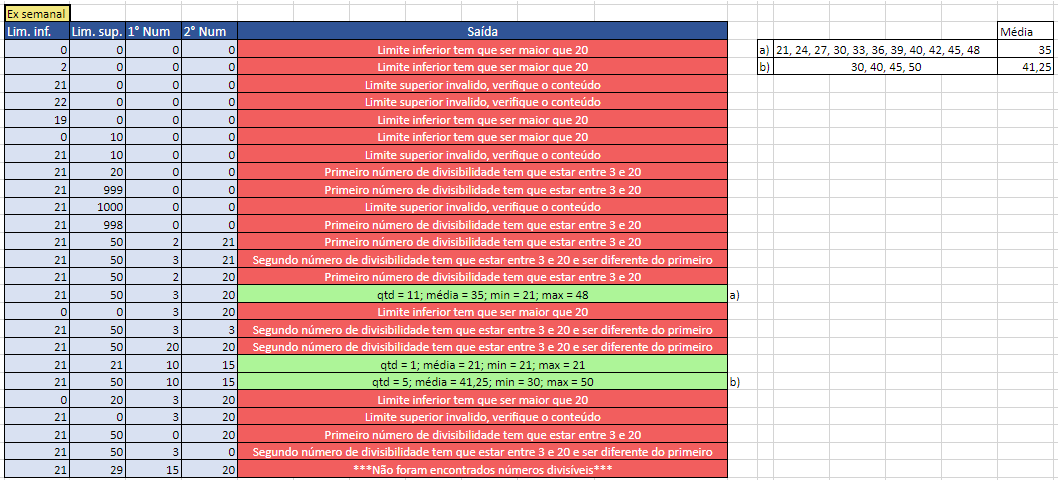 Ex semanal
Lim. inf. Lim. sup. 1° Num 2° Num Saída Média
0 0 0 0 Limite inferior tem que ser maior que 20 a) 21, 24, 27, 30, 33, 36, 39, 40, 42, 45, 48 35
2 0 0 0 Limite inferior tem que ser maior que 20 b) 30, 40, 45, 50 41,25
21 0 0 0 Limite superior invalido, verifique o conteúdo
22 0 0 0 Limite superior invalido, verifique o conteúdo
19 0 0 0 Limite inferior tem que ser maior que 20
0 10 0 0 Limite inferior tem que ser maior que 20
21 10 0 0 Limite superior invalido, verifique o conteúdo
21 20 0 0 Primeiro número de divisibilidade tem que estar entre 3 e 20
21 999 0 0 Primeiro número de divisibilidade tem que estar entre 3 e 20
21 1000 0 0 Limite superior invalido, verifique o conteúdo
21 998 0 0 Primeiro número de divisibilidade tem que estar entre 3 e 20
21 50 2 21 Primeiro número de divisibilidade tem que estar entre 3 e 20
21 50 3 21 Segundo número de divisibilidade tem que estar entre 3 e 20 e ser diferente do primeiro
21 50 2 20 Primeiro número de divisibilidade tem que estar entre 3 e 20
21 50 3 20 qtd = 11; média = 35; min = 21; max = 48 a)
0 0 3 20 Limite inferior tem que ser maior que 20
21 50 3 3 Segundo número de divisibilidade tem que estar entre 3 e 20 e ser diferente do primeiro
21 50 20 20 Segundo número de divisibilidade tem que estar entre 3 e 20 e ser diferente do primeiro
21 21 10 15 qtd = 1; média = 21; min = 21; max = 21
21 50 10 15 qtd = 5; média = 41,25; min = 30; max = 50 b)
0 20 3 20 Limite inferior tem que ser maior que 20
21 0 3 20 Limite superior invalido, verifique o conteúdo
21 50 0 20 Primeiro número de divisibilidade tem que estar entre 3 e 20
21 50 3 0 Segundo número de divisibilidade tem que estar entre 3 e 20 e ser diferente do primeiro
21 29 15 20 ***Não foram encontrados números divisíveis***